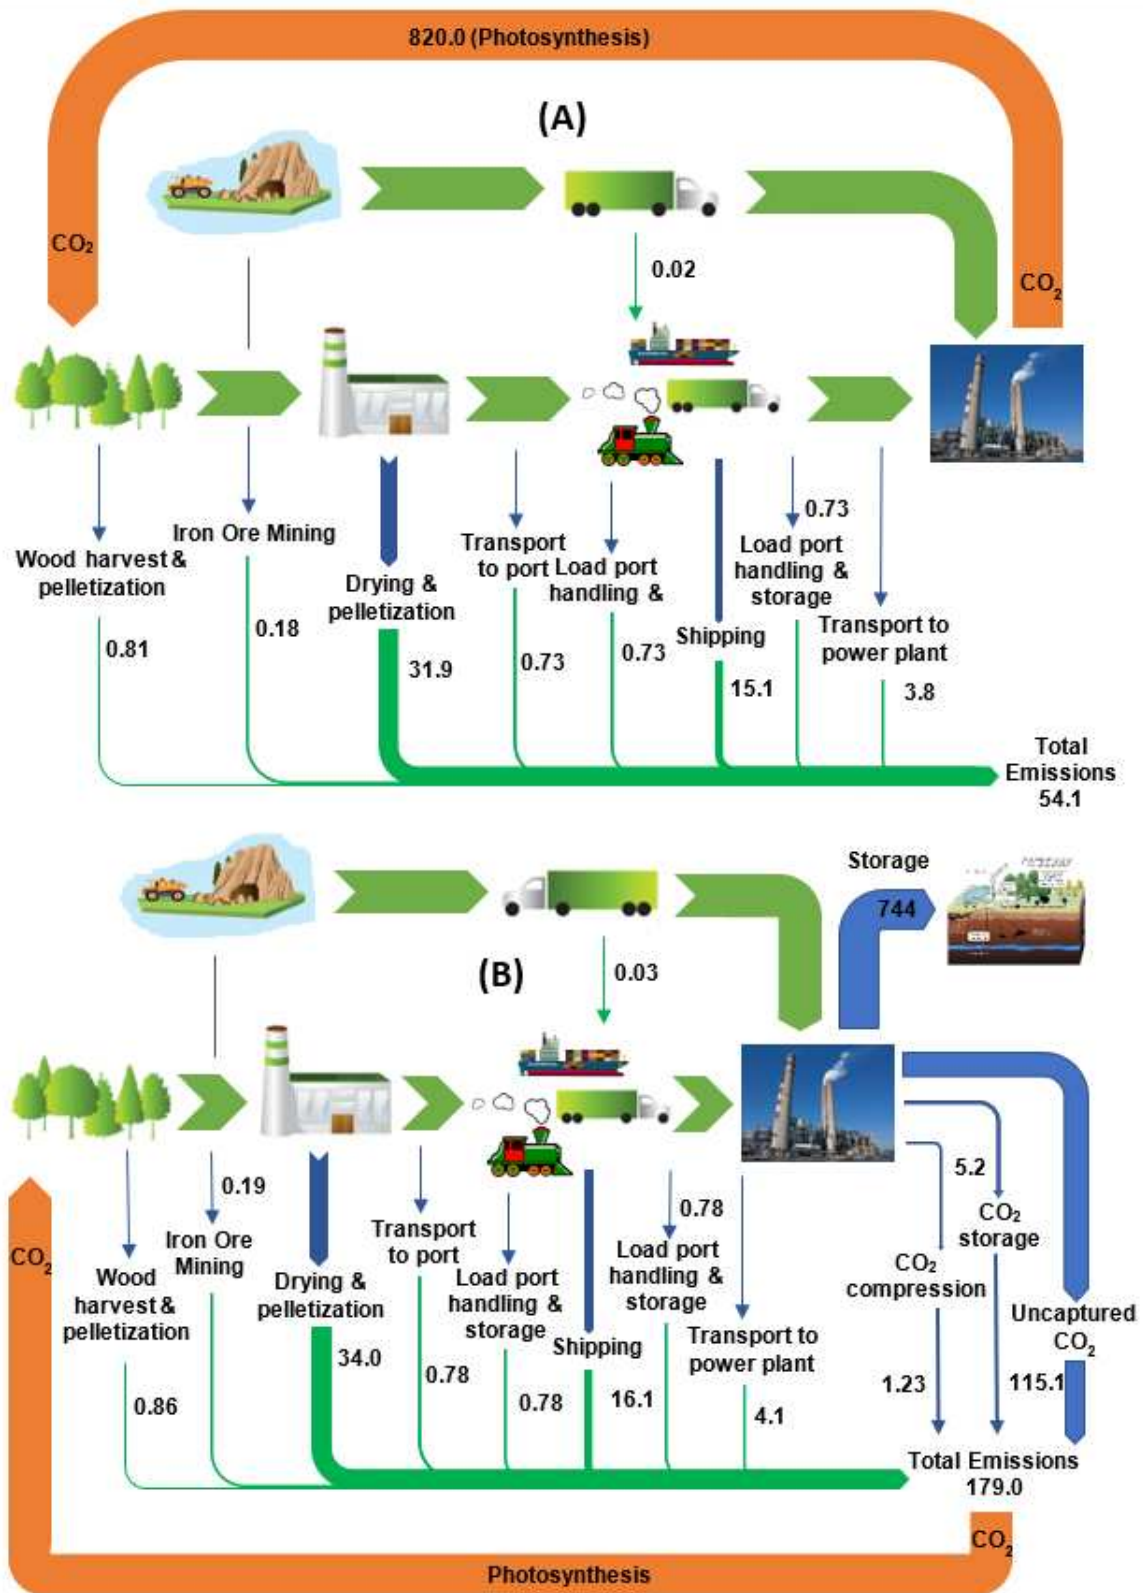 820.0 (Photosynthesis)
(A)
CO₂
CO₂
0.02
0.73
Iron Ore Mining
Wood harvest &
pelletization
Drying &
pelletization
Transport
to port
Load port
handling &
Load port
handling &
storage
Shipping
Transport to
power plant
0.81
0.18
31.9
0.73
0.73
15.1
3.8
Total
Emissions
54.1
Storage
744
(B)
0.03
CO₂
0.19
Iron Ore
Mining
Wood
harvest &
pelletization
Drying &
pelletization
Transport
to port
Load port
handling &
storage
Shipping
0.78
Load port
handling &
storage
Transport to
power plant
5.2
CO₂
storage
CO₂
compression
Uncaptured
CO₂
0.86
34.0
0.78
0.78
16.1
4.1
1.23
115.1
Total Emissions
179.0
CO₂
Photosynthesis